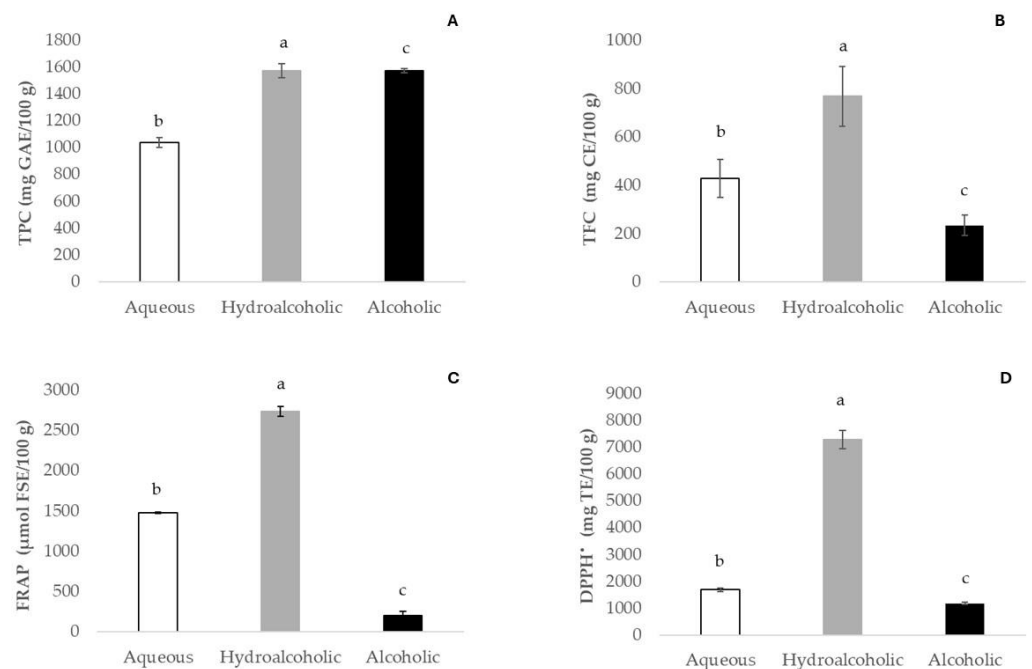 A
TPC (mg GAE/100 g)
1800
1600
1400
1200
1000
800
600
400
200
0
b
a
c
Aqueous Hydroalcoholic Alcoholic
B
TFC (mg CE/100 g)
1000
800
600
400
200
0
b
a
c
Aqueous Hydroalcoholic Alcoholic
C
FRAP (µmol FSE/100 g)
3000
2500
2000
1500
1000
500
0
b
a
c
Aqueous Hydroalcoholic Alcoholic
D
DPPH• (mg TE/100 g)
9000
8000
7000
6000
5000
4000
3000
2000
1000
0
b
a
c
Aqueous Hydroalcoholic Alcoholic